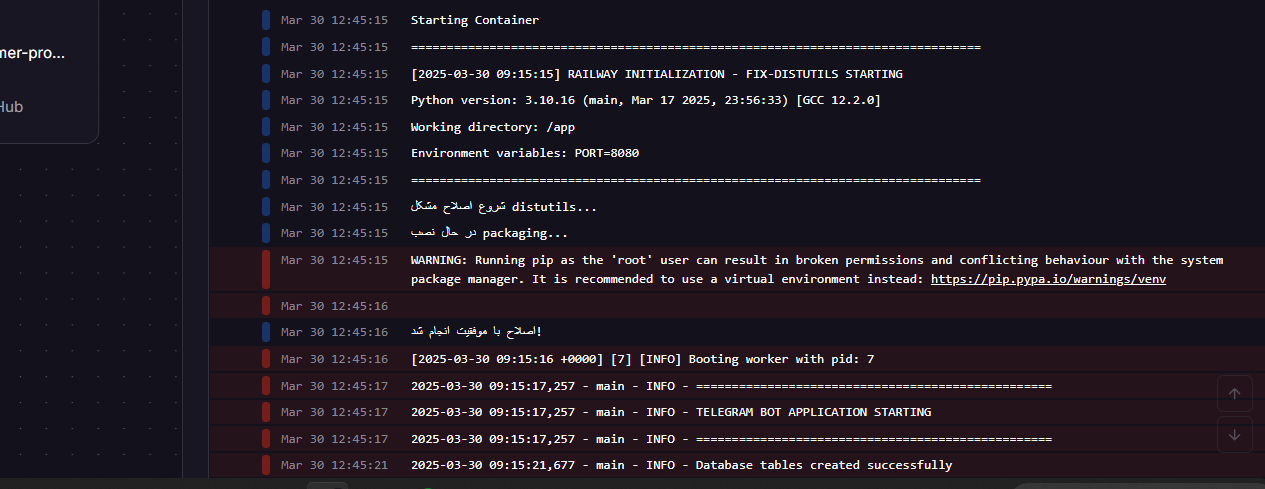 mer-pro...
Hub
Mar 30 12:45:15 Starting Container
Mar 30 12:45:15 ================================================================================
Mar 30 12:45:15 [2025-03-30 09:15:15] RAILWAY INITIALIZATION - FIX-DISTUTILS STARTING
Mar 30 12:45:15 Python version: 3.10.16 (main, Mar 17 2025, 23:56:33) [GCC 12.2.0]
Mar 30 12:45:15 Working directory: /app
Mar 30 12:45:15 Environment variables: PORT=8080
Mar 30 12:45:15 ================================================================================
Mar 30 12:45:15 شروع اصلاح مشکل distutils...
Mar 30 12:45:15 در حال نصب packaging...
Mar 30 12:45:15 WARNING: Running pip as the 'root' user can result in broken permissions and conflicting behaviour with the system
package manager. It is recommended to use a virtual environment instead: https://pip.pypa.io/warnings/venv
Mar 30 12:45:16
Mar 30 12:45:16 اصلاح با موفقیت انجام شد!
Mar 30 12:45:16 [2025-03-30 09:15:16 +0000] [7] [INFO] Booting worker with pid: 7
Mar 30 12:45:17 2025-03-30 09:15:17,257 - main - INFO - ==================================================
Mar 30 12:45:17 2025-03-30 09:15:17,257 - main - INFO - TELEGRAM BOT APPLICATION STARTING
Mar 30 12:45:17 2025-03-30 09:15:17,257 - main - INFO - ==================================================
Mar 30 12:45:21 2025-03-30 09:15:21,677 - main - INFO - Database tables created successfully